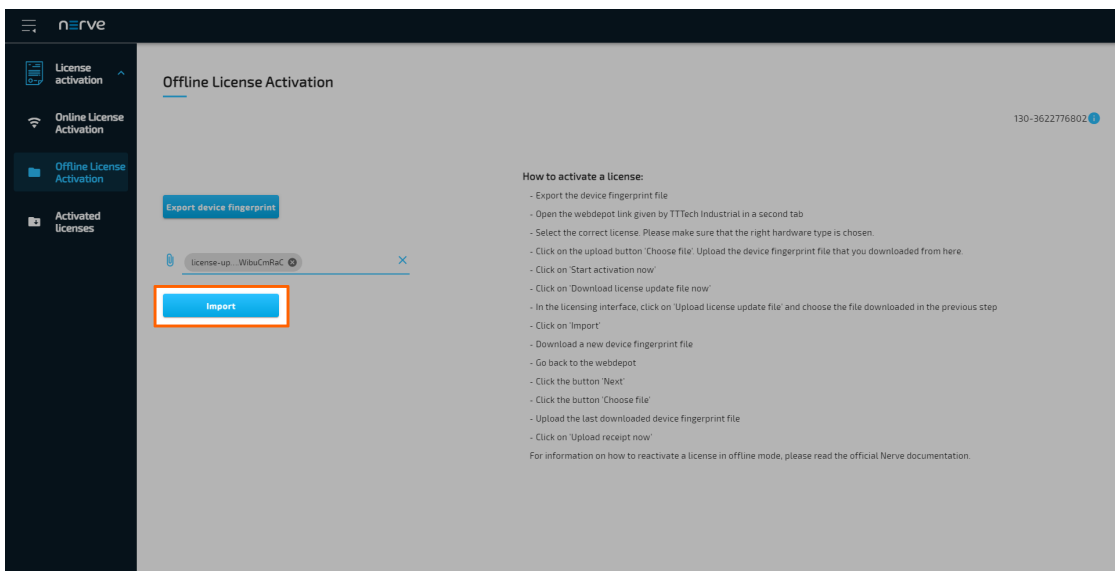 nerve
License
activation
Online License
Activation
Offline License
Activation
Activated
licenses
Offline License Activation
130-3622776802
Export device fingerprint
license-up...WibuCmRaC
Import
How to activate a license:
- Export the device fingerprint file
- Open the webdepot link given by TTTech Industrial in a second tab
- Select the correct license. Please make sure that the right hardware type is chosen.
- Click on the upload button 'Choose file'. Upload the device fingerprint file that you downloaded from here.
- Click on 'Start activation now'
- Click on 'Download license update file now'
- In the licensing interface, click on 'Upload license update file' and choose the file downloaded in the previous step
- Click on 'Import'
- Download a new device fingerprint file
- Go back to the webdepot
- Click the button 'Next'
- Click the button 'Choose file'
- Upload the last downloaded device fingerprint file
- Click on 'Upload receipt now'
For information on how to reactivate a license in offline mode, please read the official Nerve documentation.